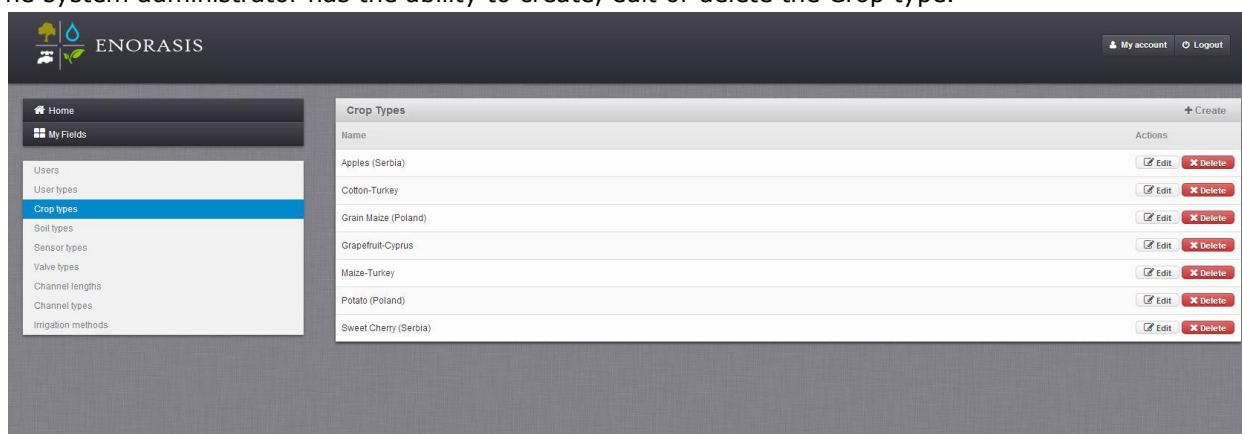 he system administrator has the ability to create, edit or delete the Crop type.
ENORASIS
My account Logout
Home
My Fields
Users
User types
Crop types
Soil types
Sensor types
Valve types
Channel lengths
Channel types
Irrigation methods
Crop Types + Create
Name Actions
Apples (Serbia) Edit Delete
Cotton-Turkey Edit Delete
Grain Maize (Poland) Edit Delete
Grapefruit-Cyprus Edit Delete
Maize-Turkey Edit Delete
Potato (Poland) Edit Delete
Sweet Cherry (Serbia) Edit Delete